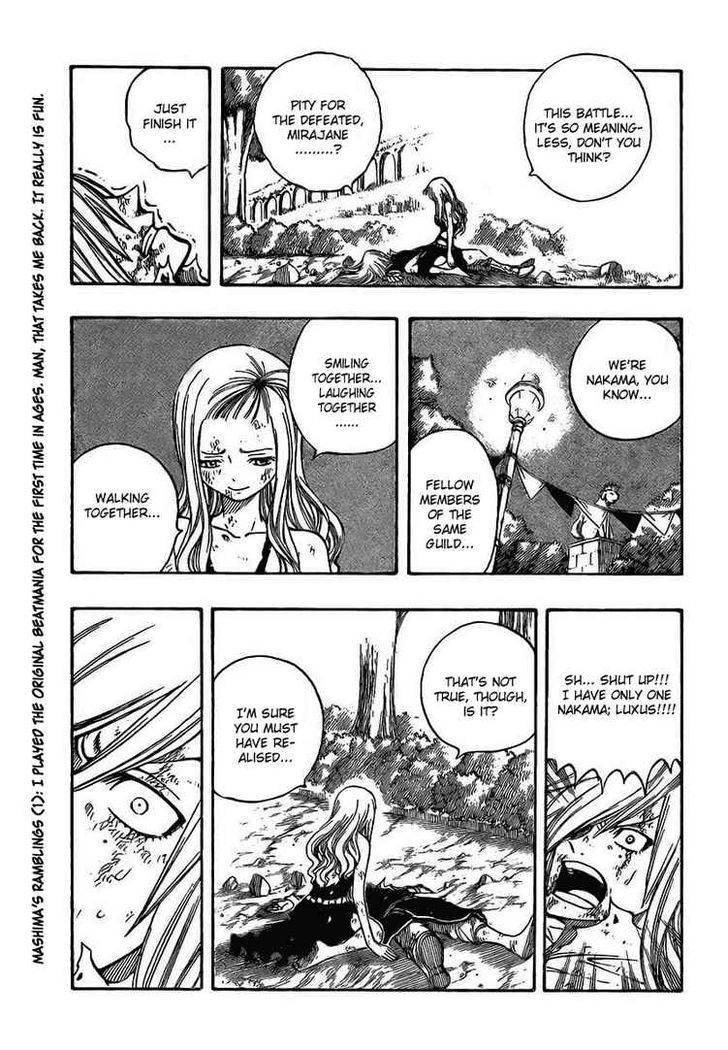 THIS BATTLE...
IT'S SO MEANING-
LESS, DON'T YOU
THINK?
PITY FOR
THE DEFEATED,
MIRAJANE
.........?
JUST
FINISH IT
...
WE'RE
NAKAMA, YOU
KNOW...
FELLOW
MEMBERS
OF THE
SAME
GUILD...
SMILING
TOGETHER...
LAUGHING
TOGETHER
......
WALKING
TOGETHER...
SH... SHUT UP!!!
I HAVE ONLY ONE
NAKAMA; LUXUS!!!!
THAT'S NOT
TRUE, THOUGH,
IS IT?
I'M SURE
YOU MUST
HAVE RE-
ALISED...
MASHIMA'S RAMBLINGS (1): I PLAYED THE ORIGINAL BEATMANIA FOR THE FIRST TIME IN AGES. MAN, THAT TAKES ME BACK. IT REALLY IS FUN.